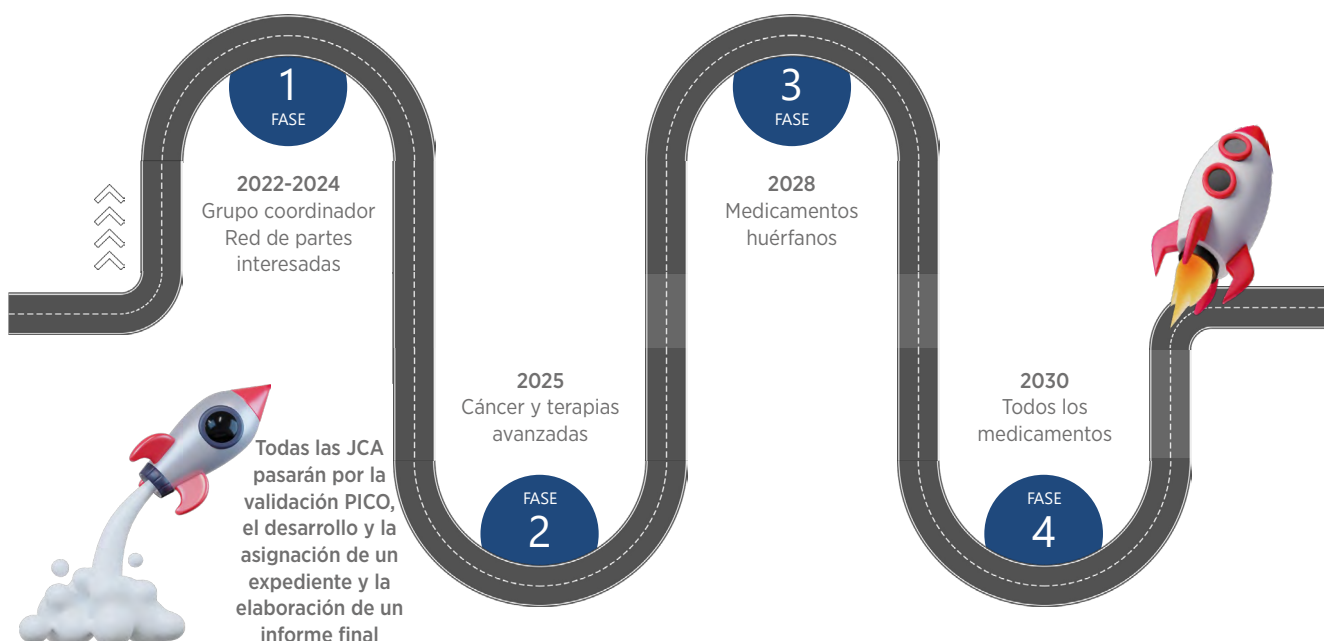 1
FASE
2022-2024
Grupo coordinador
Red de partes
interesadas
3
FASE
2028
Medicamentos
huérfanos
2025
Cáncer y terapias
avanzadas
FASE
2
2030
Todos los
medicamentos
FASE
4
Todas las JCA
pasarán por la
validación PICO,
el desarrollo y la
asignación de un
expediente y la
elaboración de un
informe final